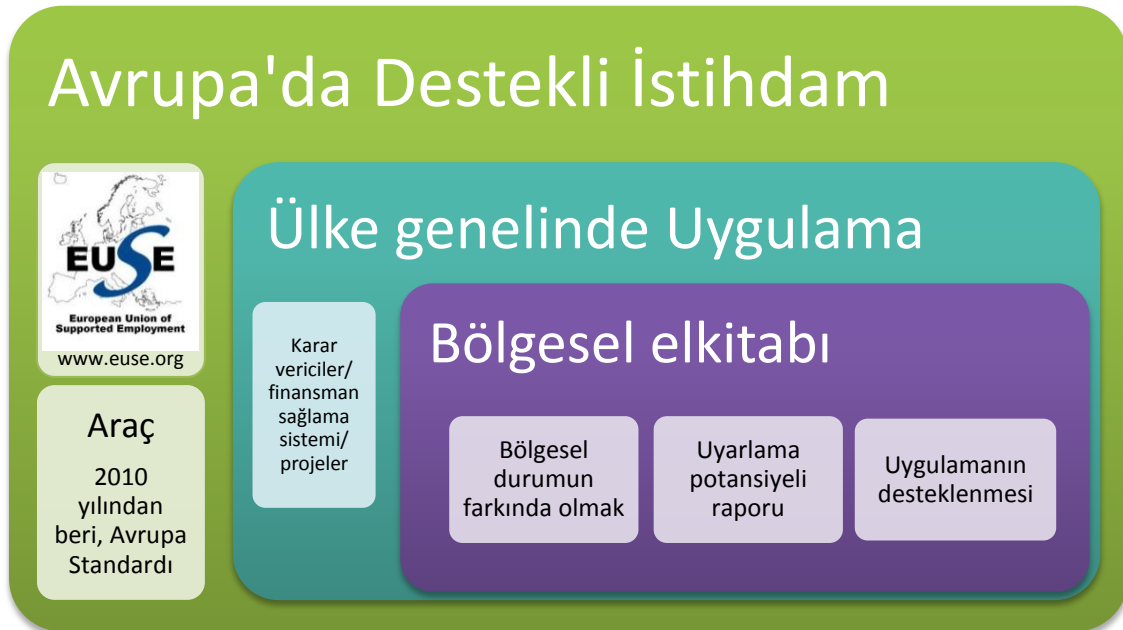 Avrupa'da Destekli İstihdam
EUSE
European Union of
Supported Employment
www.euse.org
Araç
2010
yılından
beri, Avrupa
Standardı
Ülke genelinde Uygulama
Karar
vericiler/
finansman
sağlama
sistemi/
projeler
Bölgesel elkitabı
Bölgesel
durumun
farkında olmak
Uyarlama
potansiyeli
raporu
Uygulamanın
desteklenmesi